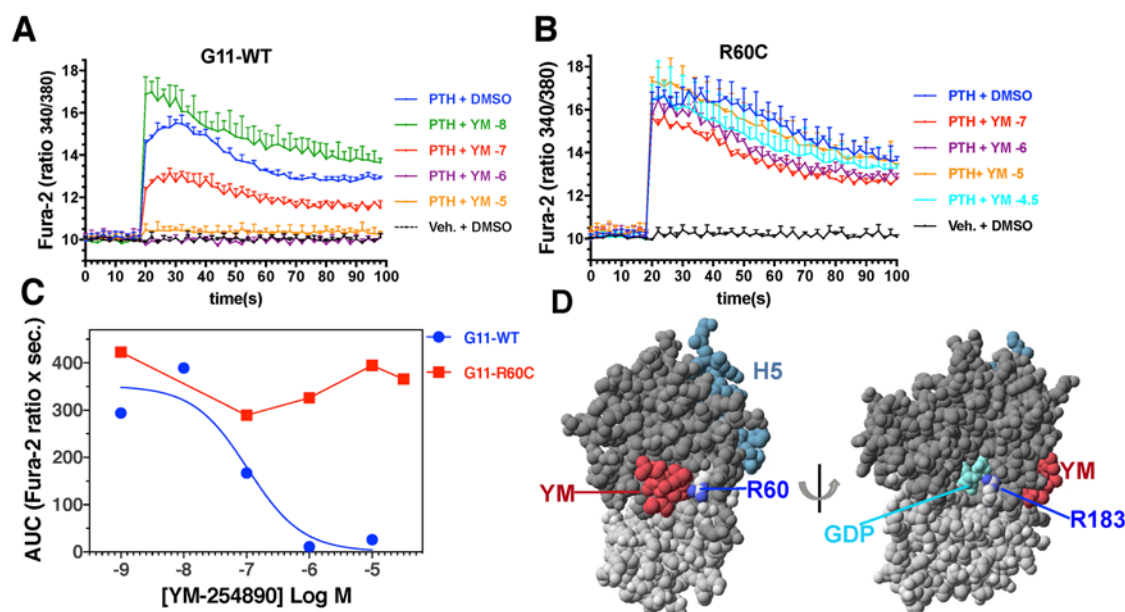 A
G11-WT
Fura-2 (ratio 340/380)
18
16
14
12
10
0 10 20 30 40 50 60 70 80 90 100
time(s)
PTH + DMSO
PTH + YM -8
PTH + YM -7
PTH + YM -6
PTH + YM -5
Veh. + DMSO
B
R60C
Fura-2 (ratio 340/380)
18
16
14
12
10
0 10 20 30 40 50 60 70 80 90 100
time(s)
PTH + DMSO
PTH + YM -7
PTH + YM -6
PTH+ YM -5
PTH + YM -4.5
Veh. + DMSO
C
AUC (Fura-2 ratio x sec.)
400
300
200
100
0
-9 -8 -7 -6 -5
[YM-254890] Log M
G11-WT
G11-R60C
D
H5
YM
R60
YM
GDP
R183